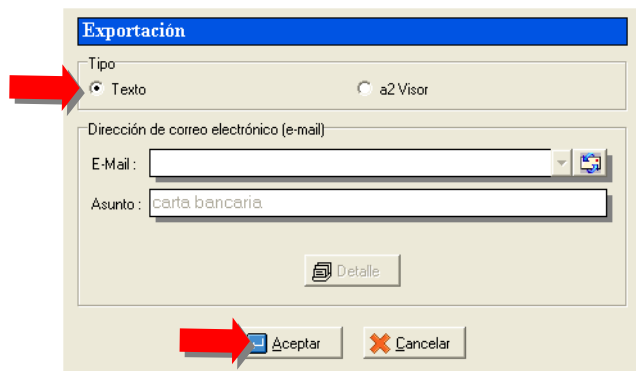 Exportación
Tipo
Texto a2 Visor
Dirección de correo electrónico (e-mail)
E-Mail :
Asunto : carta bancaria
Detalle
Aceptar Cancelar